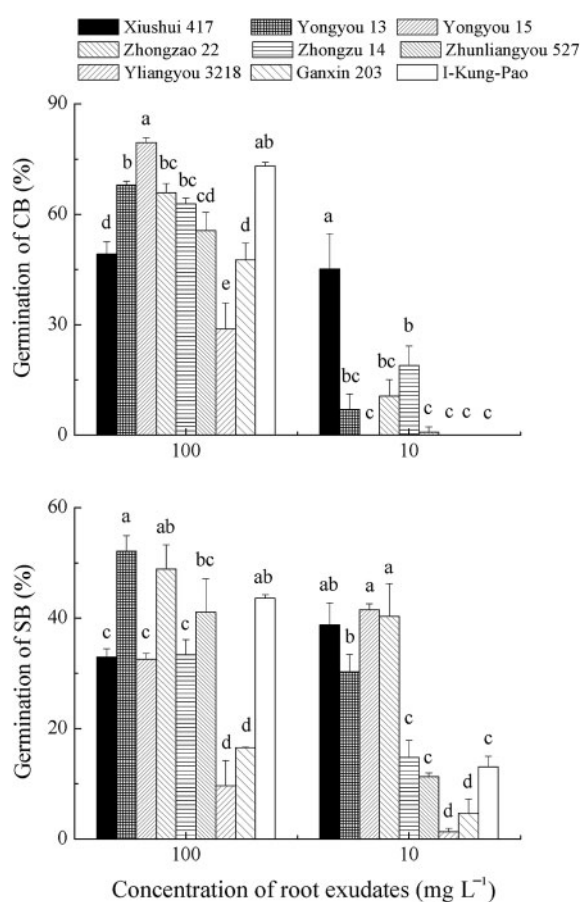 Xiushui 417 Yongyou 13 Yongyou 15
Zhongzao 22 Zhongzu 14 Zhunliangyou 527
Yliangyou 3218 Ganxin 203 I-Kung-Pao
90
60
30
0
Germination of CB (%)
d b a bc bc cd e d ab
a bc c bc b c c c c
100 10
60
40
20
0
Germination of SB (%)
c a c ab c bc d d ab
ab b a a c c d d c
100 10
Concentration of root exudates (mg L⁻¹)